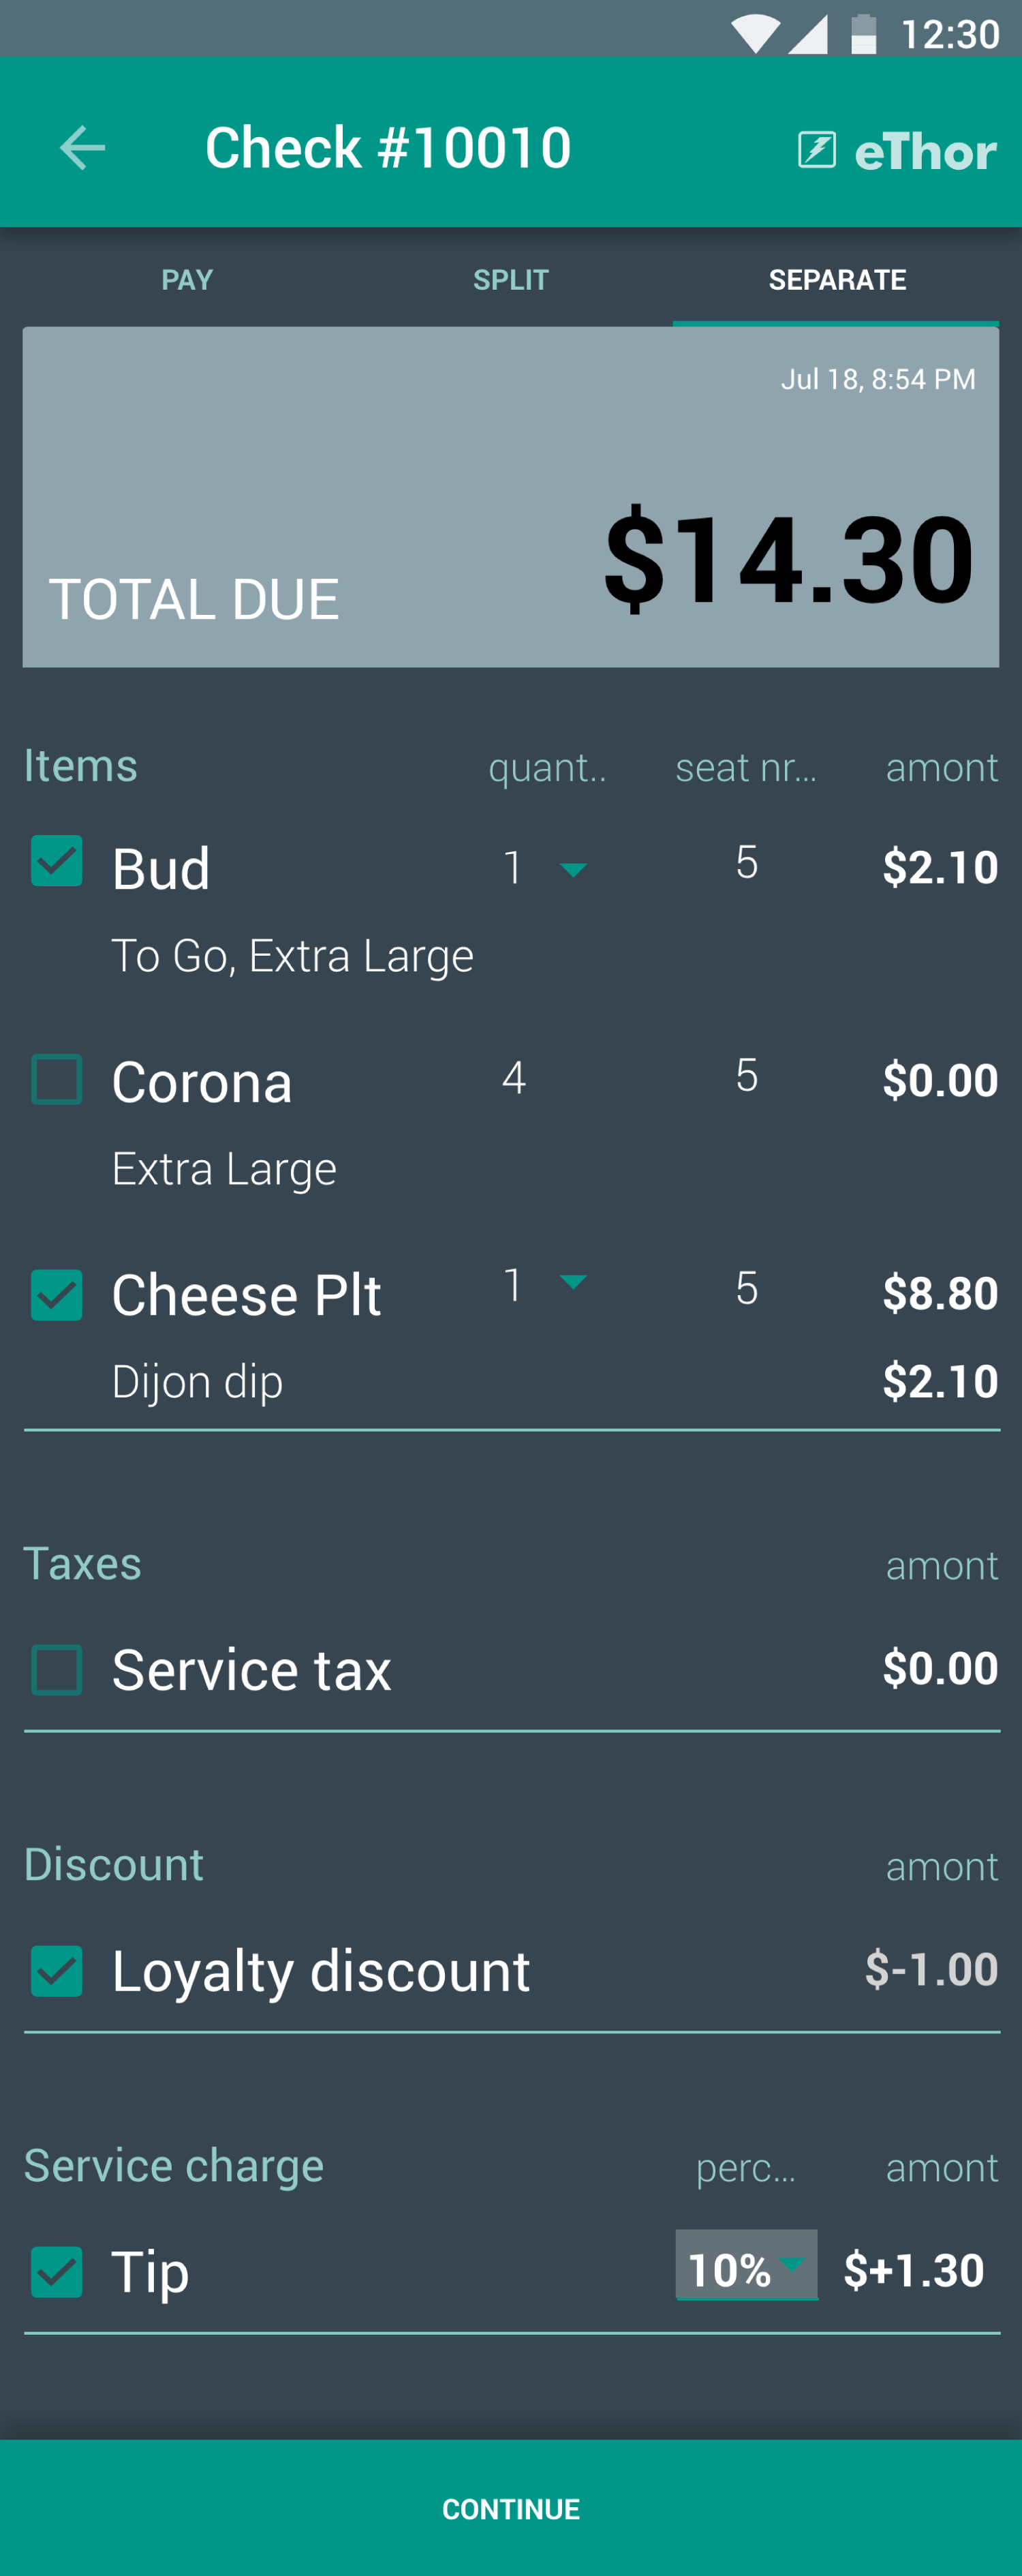 12:30
Check #10010 eThor
PAY SPLIT SEPARATE
Jul 18, 8:54 PM
TOTAL DUE $14.30
Items quant.. seat nr... amont
Bud 1 5 $2.10
To Go, Extra Large
Corona 4 5 $0.00
Extra Large
Cheese Plt 1 5 $8.80
Dijon dip $2.10
Taxes amont
Service tax $0.00
Discount amont
Loyalty discount $-1.00
Service charge perc... amont
Tip 10% $+1.30
CONTINUE